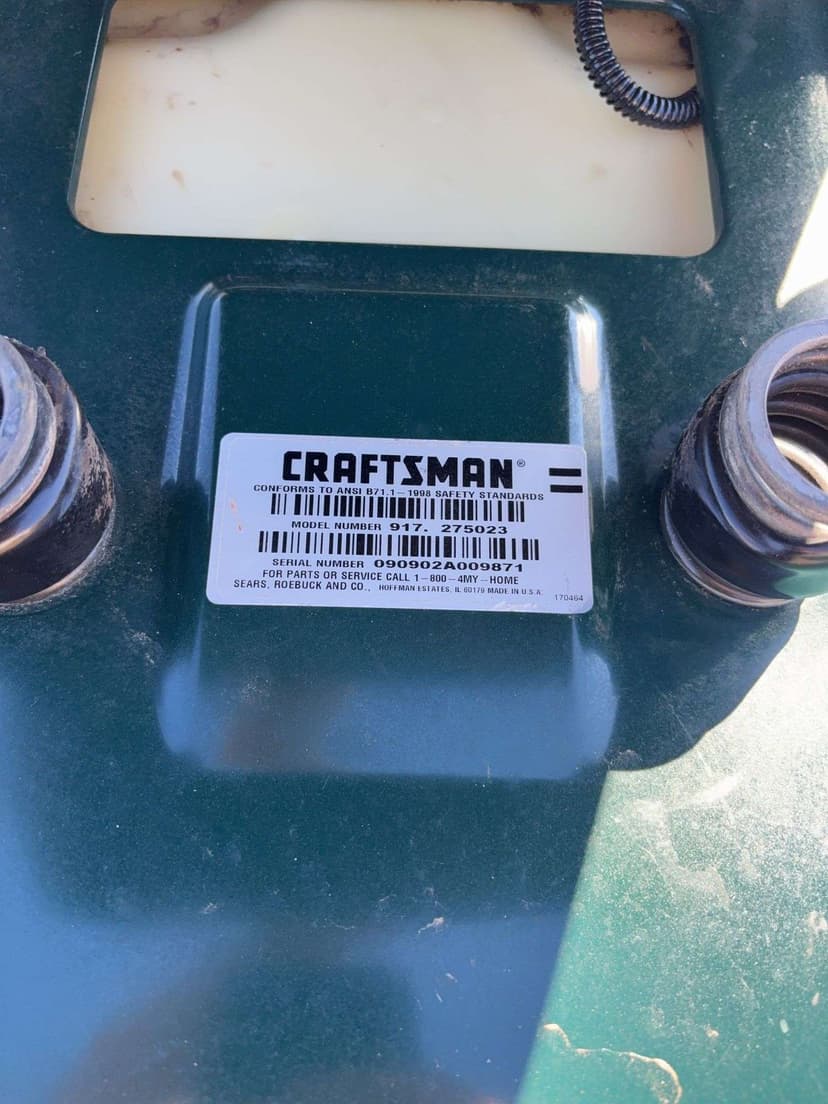 CRAFTSMAN®
CONFORMS TO ANSI B71.1-1998 SAFETY STANDARDS
MODEL NUMBER 917. 275023
SERIAL NUMBER 090902A009871
FOR PARTS OR SERVICE CALL 1-800-4MY-HOME
SEARS, ROEBUCK AND CO., HOFFMAN ESTATES, IL 60179 MADE IN U.S.A. 170464